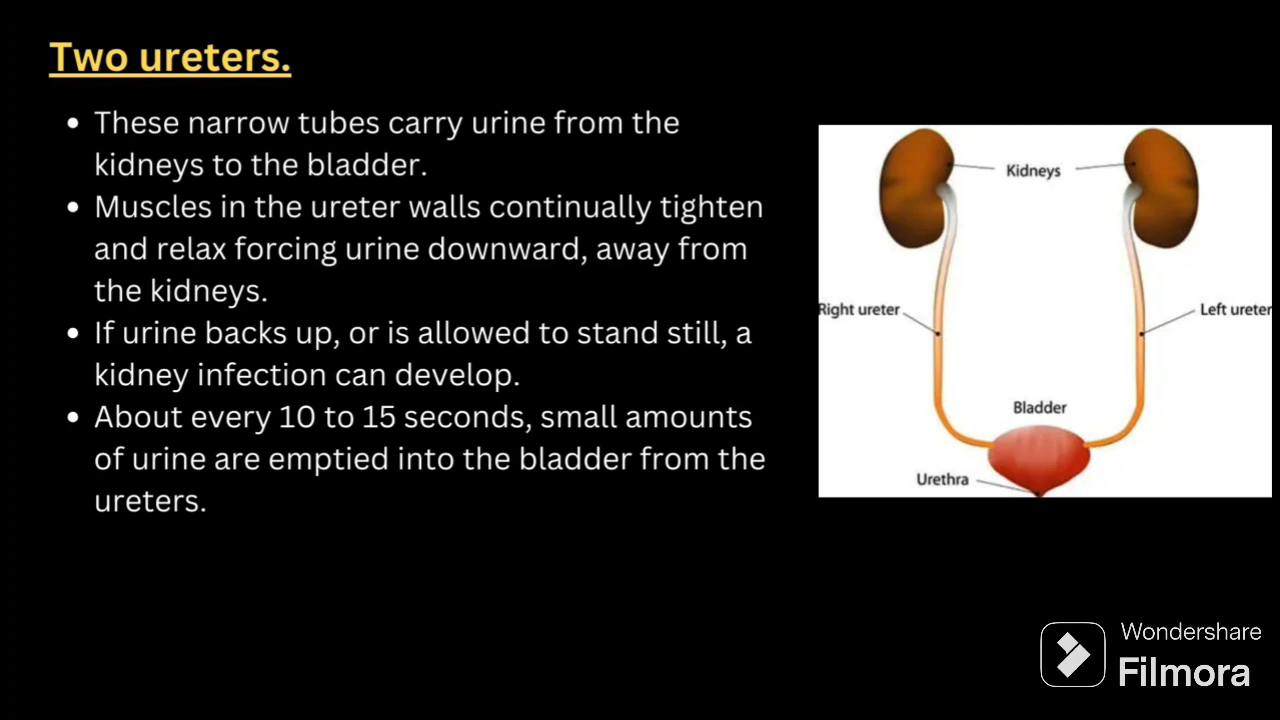 Two ureters.
• These narrow tubes carry urine from the
kidneys to the bladder.
• Muscles in the ureter walls continually tighten
and relax forcing urine downward, away from
the kidneys.
• If urine backs up, or is allowed to stand still, a
kidney infection can develop.
• About every 10 to 15 seconds, small amounts
of urine are emptied into the bladder from the
ureters.
Kidneys
Right ureter
Left ureter
Bladder
Urethra
Wondershare
Filmora